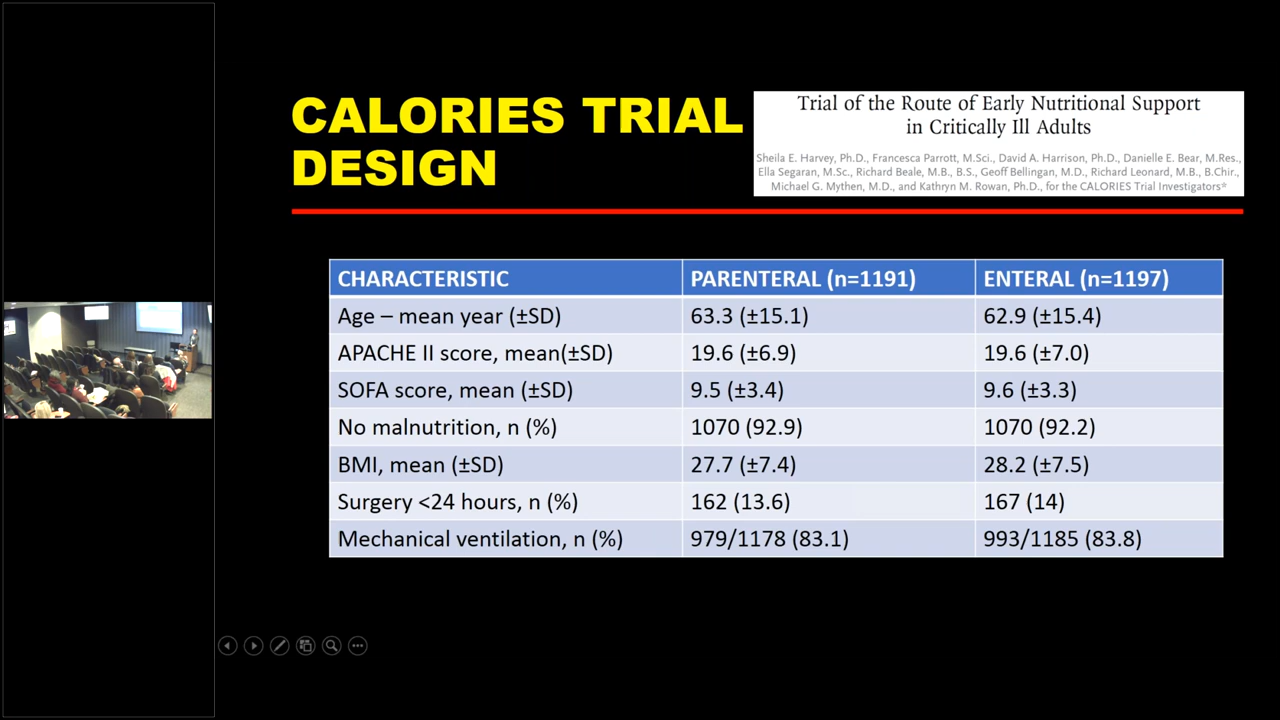 CALORIES TRIAL
DESIGN
Trial of the Route of Early Nutritional Support
in Critically Ill Adults
Sheila E. Harvey, Ph.D., Francesca Parrott, M.Sci., David A. Harrison, Ph.D., Danielle E. Bear, M.Res.,
Ella Segaran, M.Sc., Richard Beale, M.B., B.S., Geoff Bellingan, M.D., Richard Leonard, M.B., B.Chir.,
Michael G. Mythen, M.D., and Kathryn M. Rowan, Ph.D., for the CALORIES Trial Investigators*
CHARACTERISTIC PARENTERAL (n=1191) ENTERAL (n=1197)
Age – mean year (±SD) 63.3 (±15.1) 62.9 (±15.4)
APACHE II score, mean(±SD) 19.6 (±6.9) 19.6 (±7.0)
SOFA score, mean (±SD) 9.5 (±3.4) 9.6 (±3.3)
No malnutrition, n (%) 1070 (92.9) 1070 (92.2)
BMI, mean (±SD) 27.7 (±7.4) 28.2 (±7.5)
Surgery <24 hours, n (%) 162 (13.6) 167 (14)
Mechanical ventilation, n (%) 979/1178 (83.1) 993/1185 (83.8)